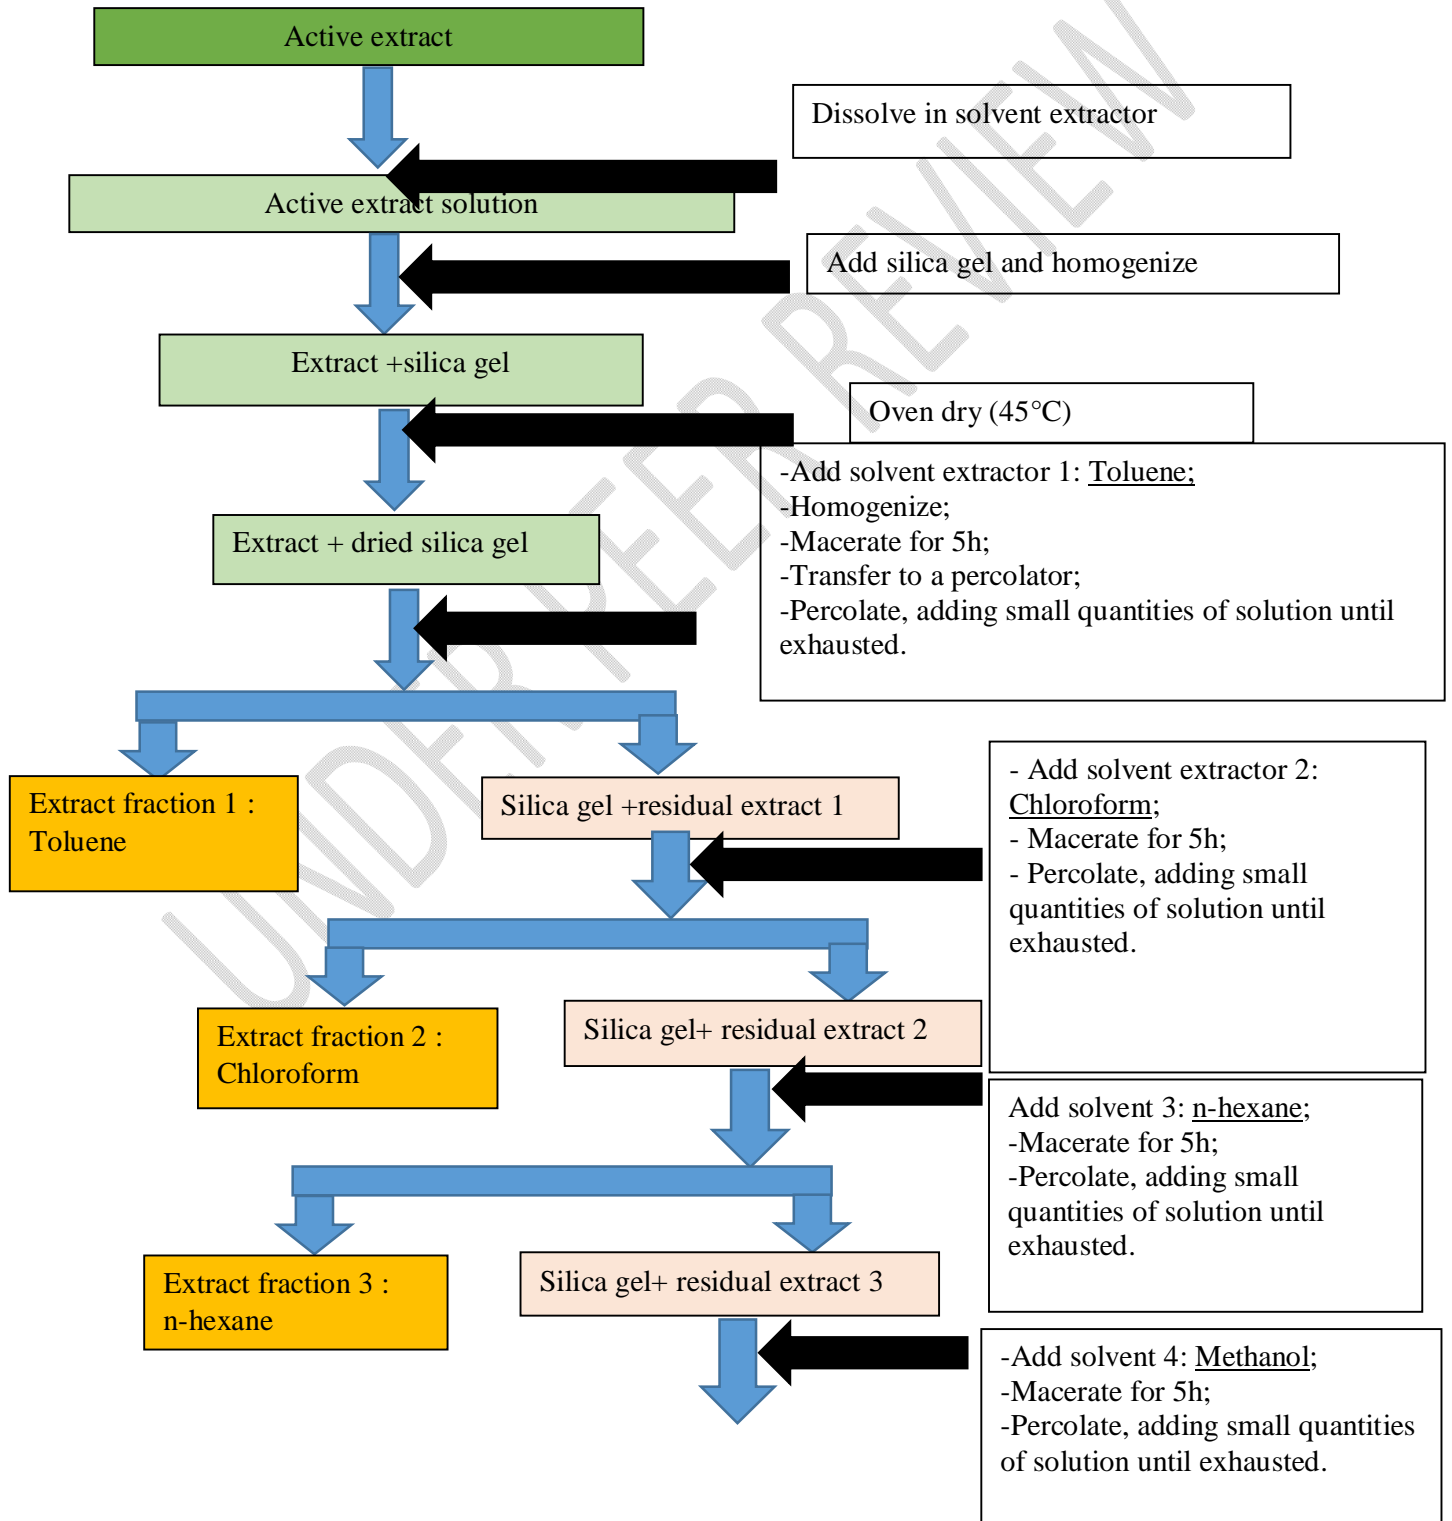 Active extract
Dissolve in solvent extractor
Active extract solution
Add silica gel and homogenize
Extract +silica gel
Oven dry (45°C)
-Add solvent extractor 1: Toluene;
-Homogenize;
-Macerate for 5h;
-Transfer to a percolator;
-Percolate, adding small quantities of solution until
exhausted.
Extract + dried silica gel
Extract fraction 1 :
Toluene
Silica gel +residual extract 1
- Add solvent extractor 2:
Chloroform;
- Macerate for 5h;
- Percolate, adding small
quantities of solution until
exhausted.
Extract fraction 2 :
Chloroform
Silica gel+ residual extract 2
Add solvent 3: n-hexane;
-Macerate for 5h;
-Percolate, adding small
quantities of solution until
exhausted.
Extract fraction 3 :
n-hexane
Silica gel+ residual extract 3
-Add solvent 4: Methanol;
-Macerate for 5h;
-Percolate, adding small quantities
of solution until exhausted.
UNDER PEER REVIEW